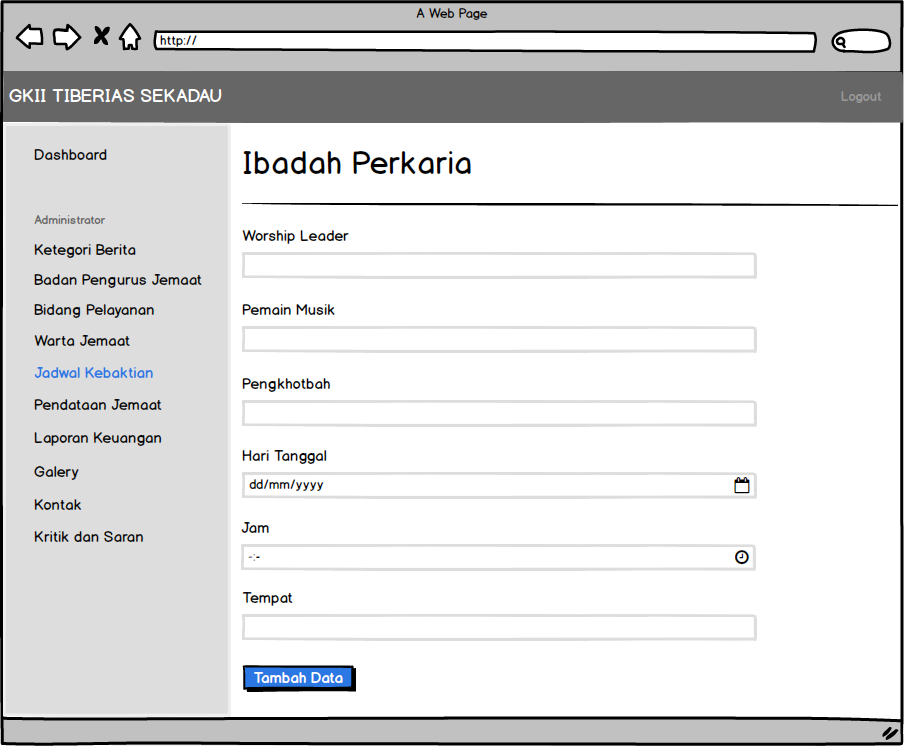 A Web Page
http://
GKII TIBERIAS SEKADAU
Logout
Dashboard
Administrator
Ketegori Berita
Badan Pengurus Jemaat
Bidang Pelayanan
Warta Jemaat
Jadwal Kebaktian
Pendataan Jemaat
Laporan Keuangan
Galery
Kontak
Kritik dan Saran
Ibadah Perkaria
Worship Leader
Pemain Musik
Pengkhotbah
Hari Tanggal
dd/mm/yyyy
Jam
-:-
Tempat
Tambah Data